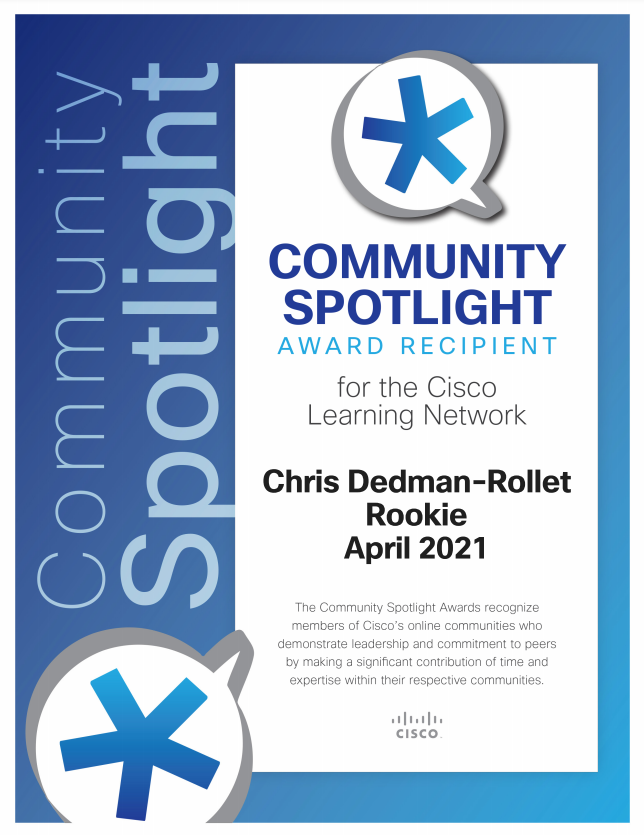 Community
Spotlight
COMMUNITY
SPOTLIGHT
AWARD RECIPIENT
for the Cisco
Learning Network
Chris Dedman-Rollet
Rookie
April 2021
The Community Spotlight Awards recognize
members of Cisco's online communities who
demonstrate leadership and commitment to peers
by making a significant contribution of time and
expertise within their respective communities.
CISCO